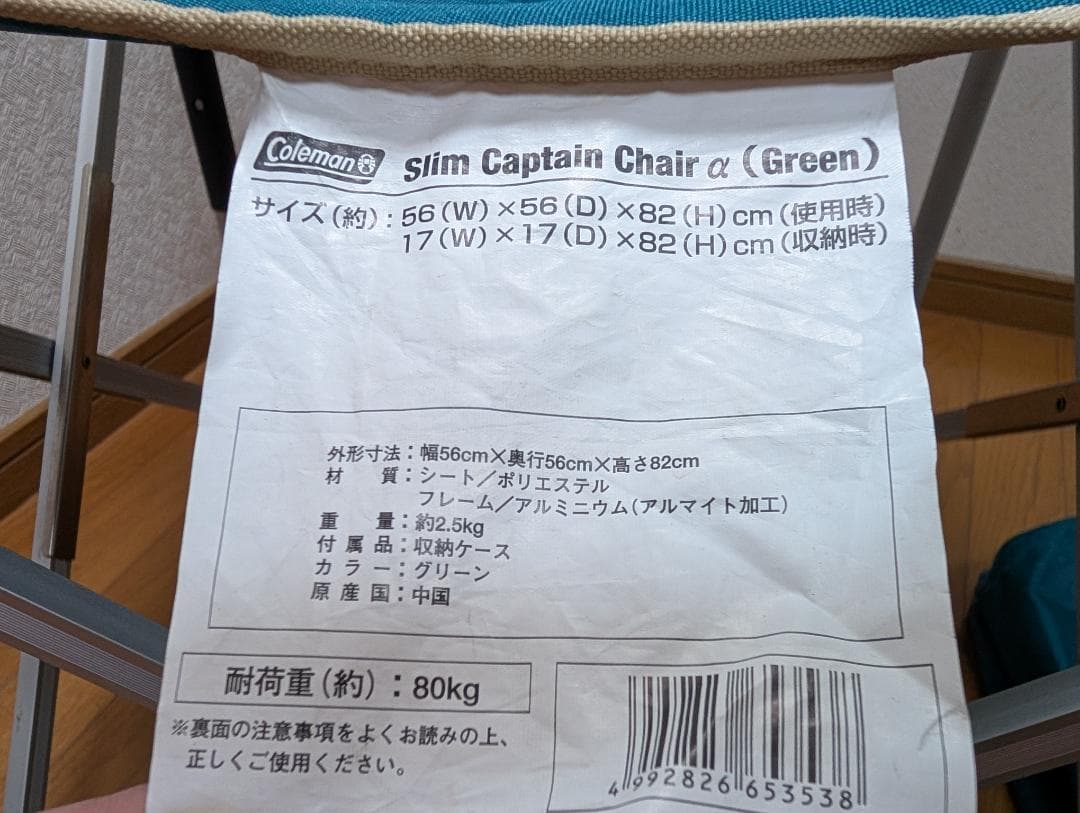 Coleman Slim Captain Chair α (Green)
サイズ(約):56(W)×56(D)×82(H)cm(使用時)
17(W)×17(D)×82(H)cm(収納時)
外形寸法:幅56cm×奥行56cm×高さ82cm
材 質:シート/ポリエステル
フレーム/アルミニウム(アルマイト加工)
重 量:約2.5kg
付属品:収納ケース
カラー:グリーン
原産国:中国
耐荷重(約):80kg
※裏面の注意事項をよくお読みの上、
正しくご使用ください。
4992826653538